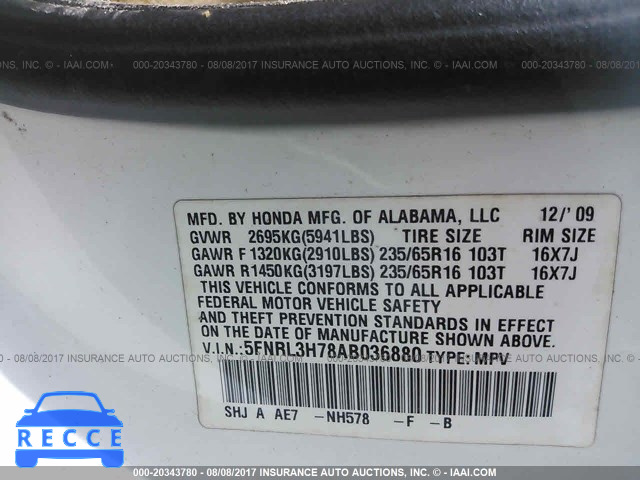 000-20343780 - 08/08/2017 INSURANCE AUTO AUCTIONS, INC. - © IAAI.COM
MFD. BY HONDA MFG. OF ALABAMA, LLC 12/'09
GVWR 2695KG(5941LBS) TIRE SIZE RIM SIZE
GAWR F 1320KG(2910LBS) 235/65R16 103T 16X7J
GAWR R1450KG(3197LBS) 235/65R16 103T 16X7J
THIS VEHICLE CONFORMS TO ALL APPLICABLE
FEDERAL MOTOR VEHICLE SAFETY
AND THEFT PREVENTION STANDARDS IN EFFECT
ON THE DATE OF MANUFACTURE SHOWN ABOVE.
V.I.N.:5FNRL3H78AB036880 TYPE:MPV
SHJ A AE7 -NH578 -F -B
RECCE
000-20343780 - 08/08/2017 INSURANCE AUTO AUCTIONS, INC. - © IAAI.COM